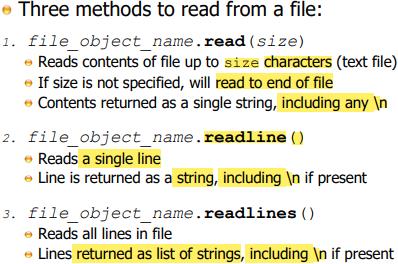 Three methods to read from a file:
1. file_object_name.read(size)
Reads contents of file up to size characters (text file)
If size is not specified, will read to end of file
Contents returned as a single string, including any \n
2. file_object_name.readline()
Reads a single line
Line is returned as a string, including \n if present
3. file_object_name.readlines()
Reads all lines in file
Lines returned as list of strings, including \n if present